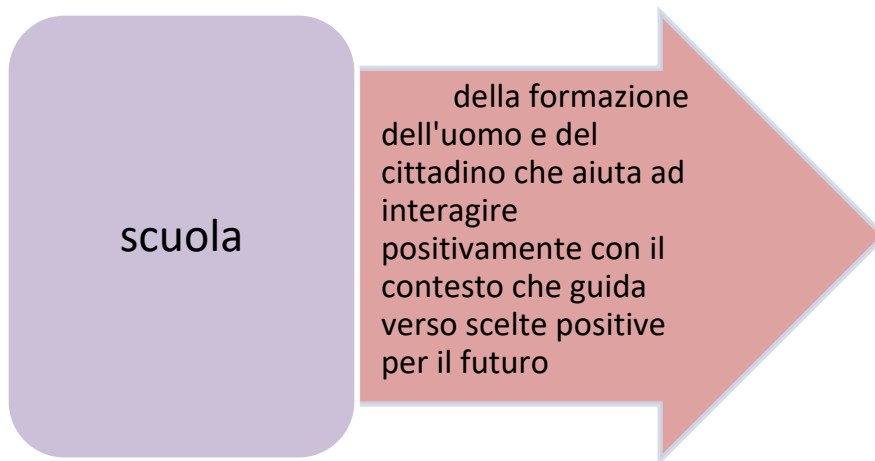 scuola
della formazione
dell'uomo e del
cittadino che aiuta ad
interagire
positivamente con il
contesto che guida
verso scelte positive
per il futuro